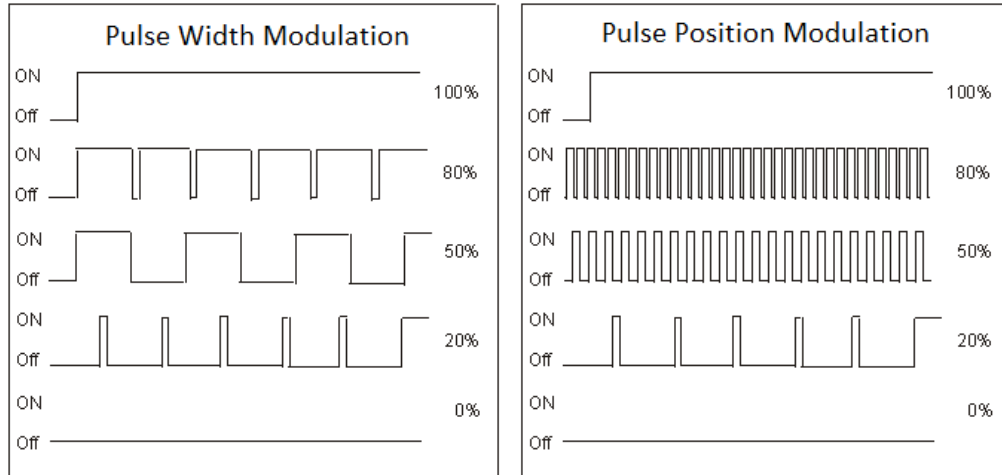 Pulse Width Modulation
ON
100%
Off
ON
80%
Off
ON
50%
Off
ON
20%
Off
ON
0%
Off
Pulse Position Modulation
ON
100%
Off
ON
80%
Off
ON
50%
Off
ON
20%
Off
ON
0%
Off